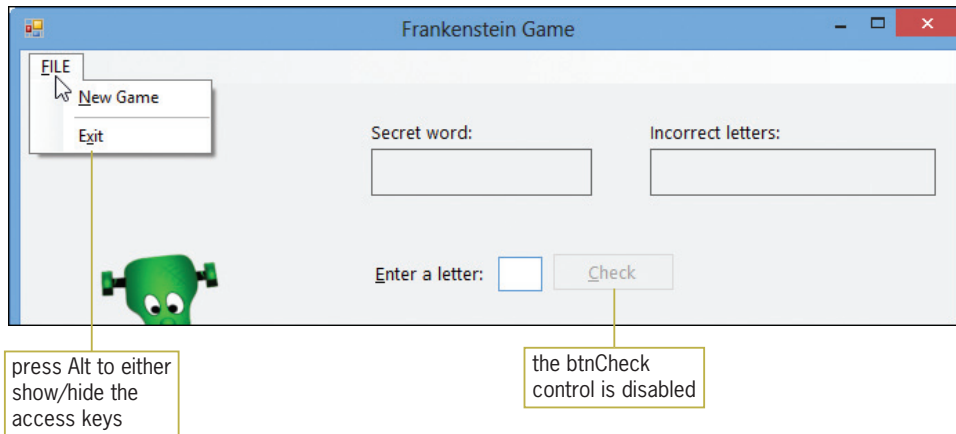 Frankenstein Game
FILE
New Game
Exit
Secret word:
Incorrect letters:
Enter a letter:
Check
press Alt to either
show/hide the
access keys
the btnCheck
control is disabled